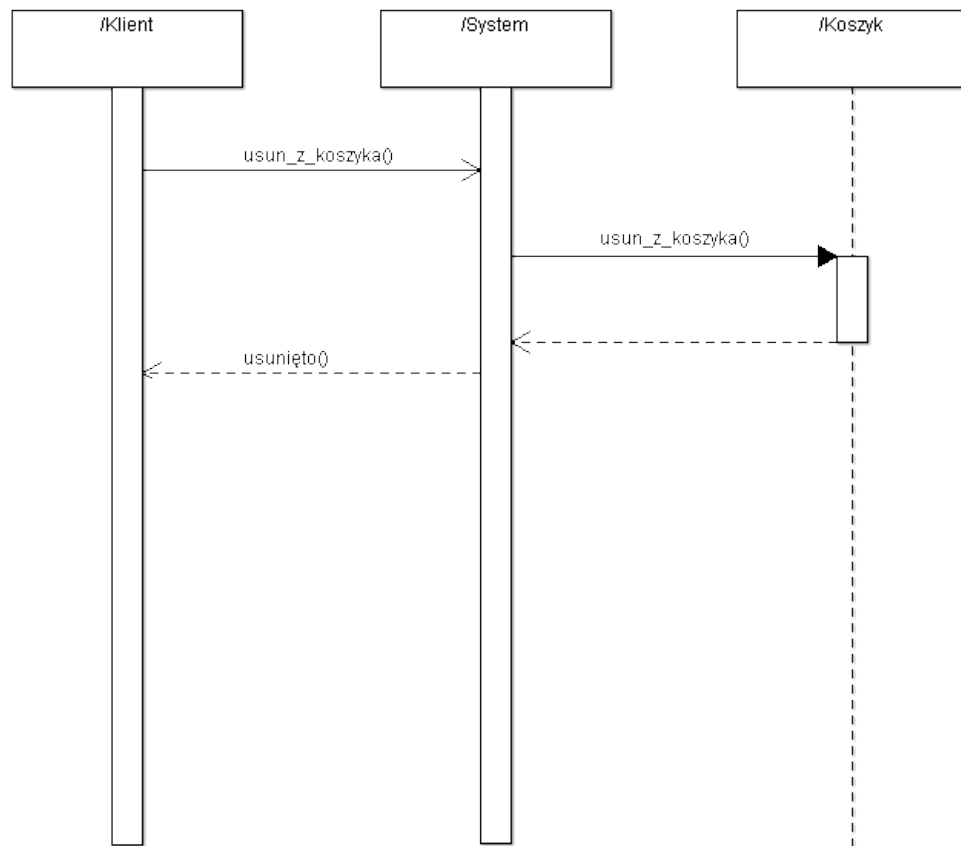 /Klient
/System
/Koszyk
usun_z_koszyka()
usun_z_koszyka()
usunięto()